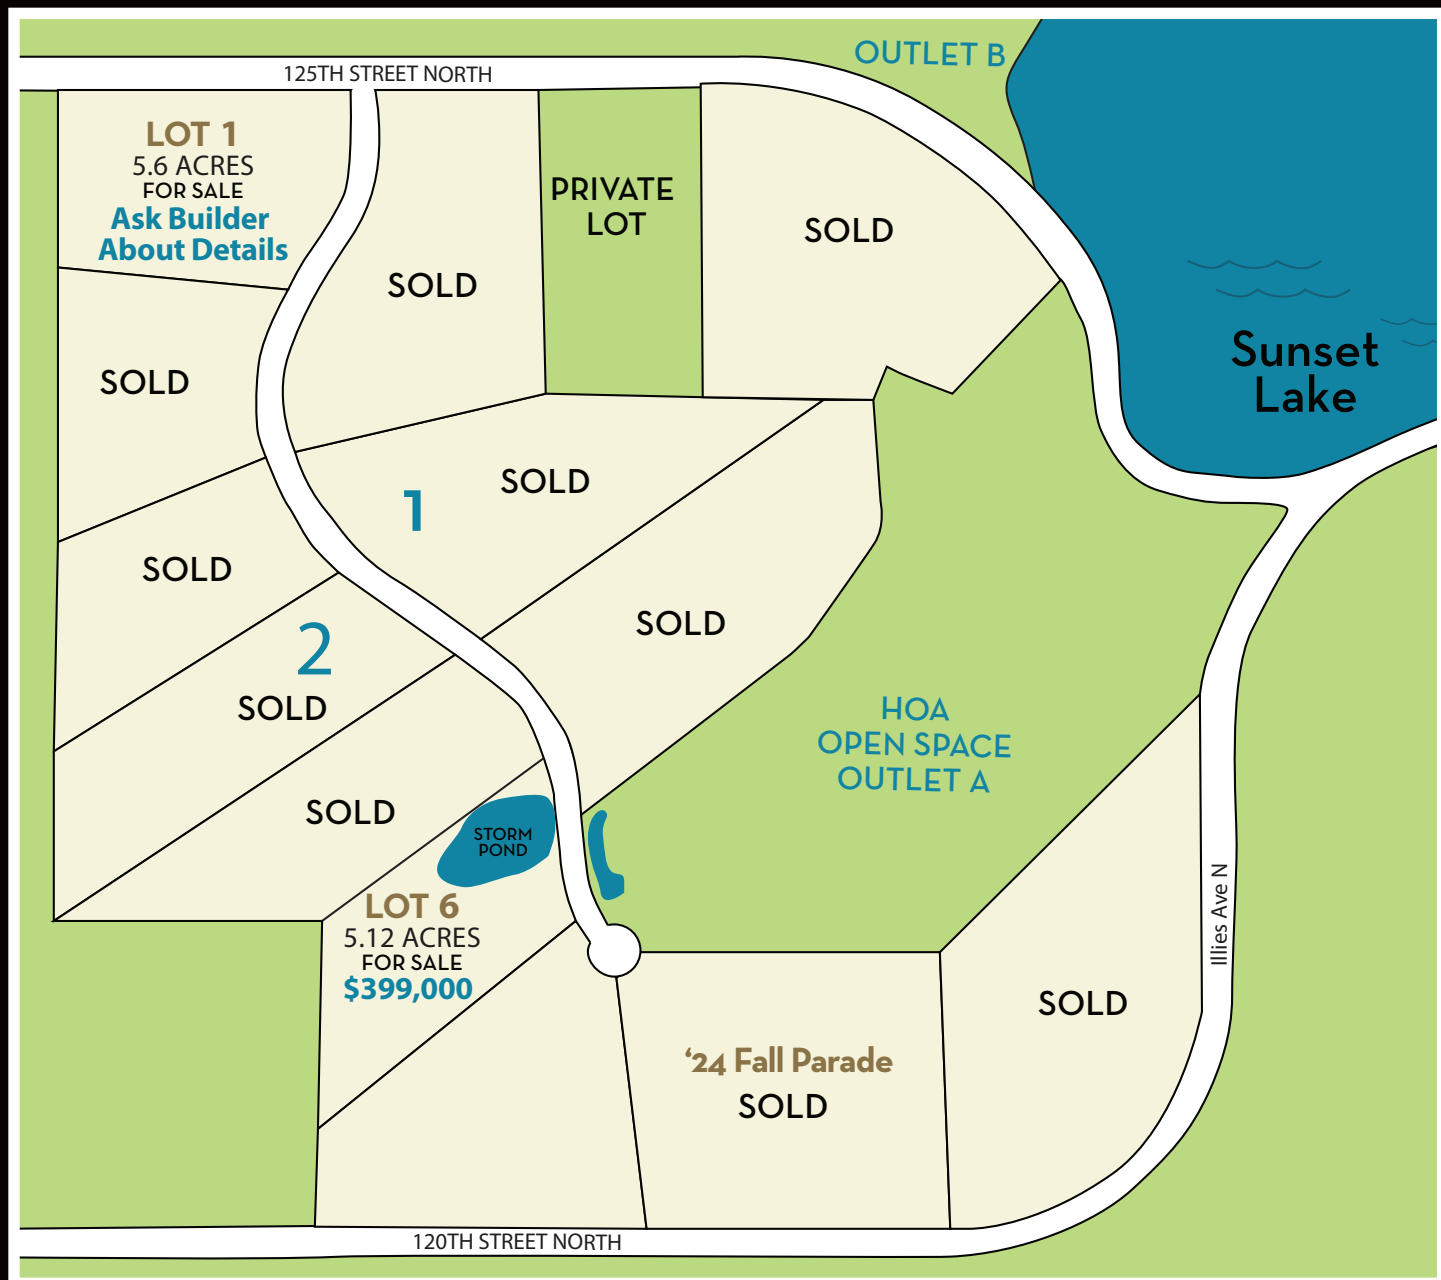 OUTLET B
125TH STREET NORTH
LOT 1
5.6 ACRES
FOR SALE
Ask Builder
About Details
PRIVATE
LOT
SOLD
SOLD
Sunset
Lake
SOLD
SOLD
1
SOLD
SOLD
2
SOLD
HOA
OPEN SPACE
OUTLET A
SOLD
STORM
POND
LOT 6
5.12 ACRES
FOR SALE
$399,000
Illies Ave N
SOLD
‘24 Fall Parade
SOLD
120TH STREET NORTH